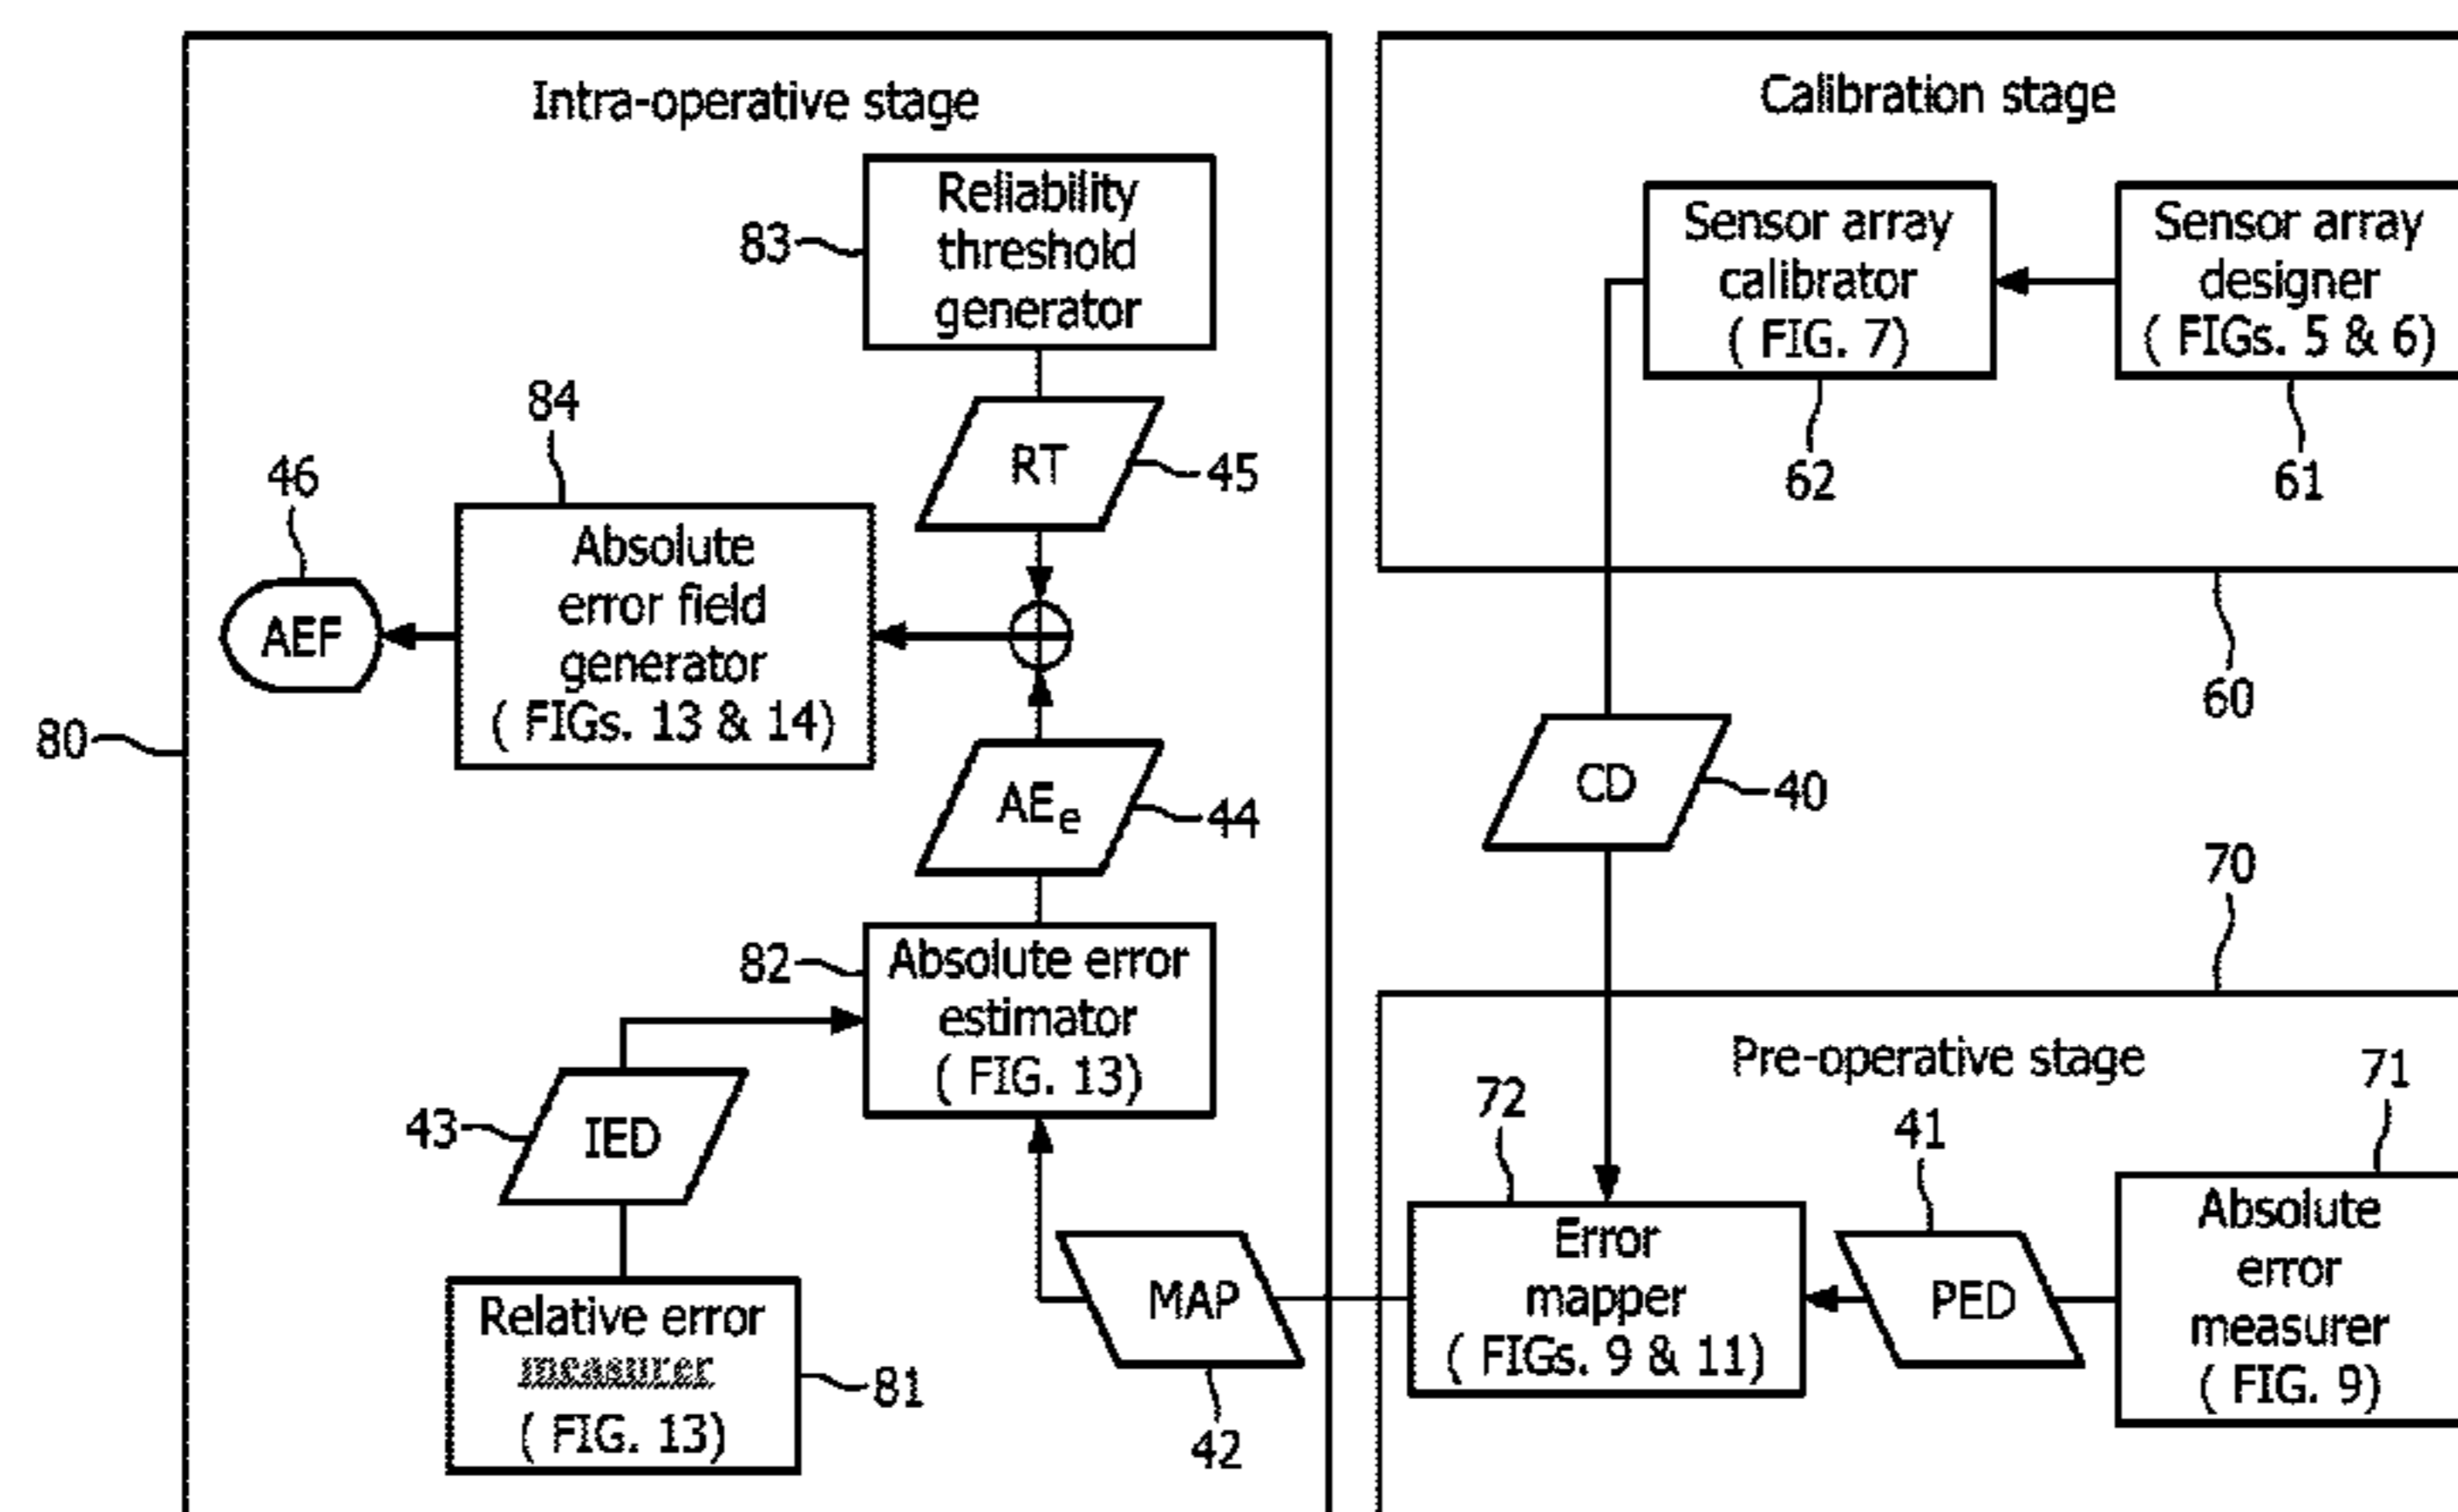 Intra-operative stage
Reliability
threshold
generator
83
RT
45
84
46
Absolute
error field
generator
( FIGs. 13 & 14)
AEF
80
AEe
44
82
Absolute error
estimator
( FIG. 13)
43
IED
Relative error
measurer
( FIG. 13)
81
MAP
42
Calibration stage
Sensor array
calibrator
( FIG. 7)
62
Sensor array
designer
( FIGs. 5 & 6)
61
60
CD
40
70
Pre-operative stage
72
Error
mapper
( FIGs. 9 & 11)
41
PED
71
Absolute
error
measurer
( FIG. 9)